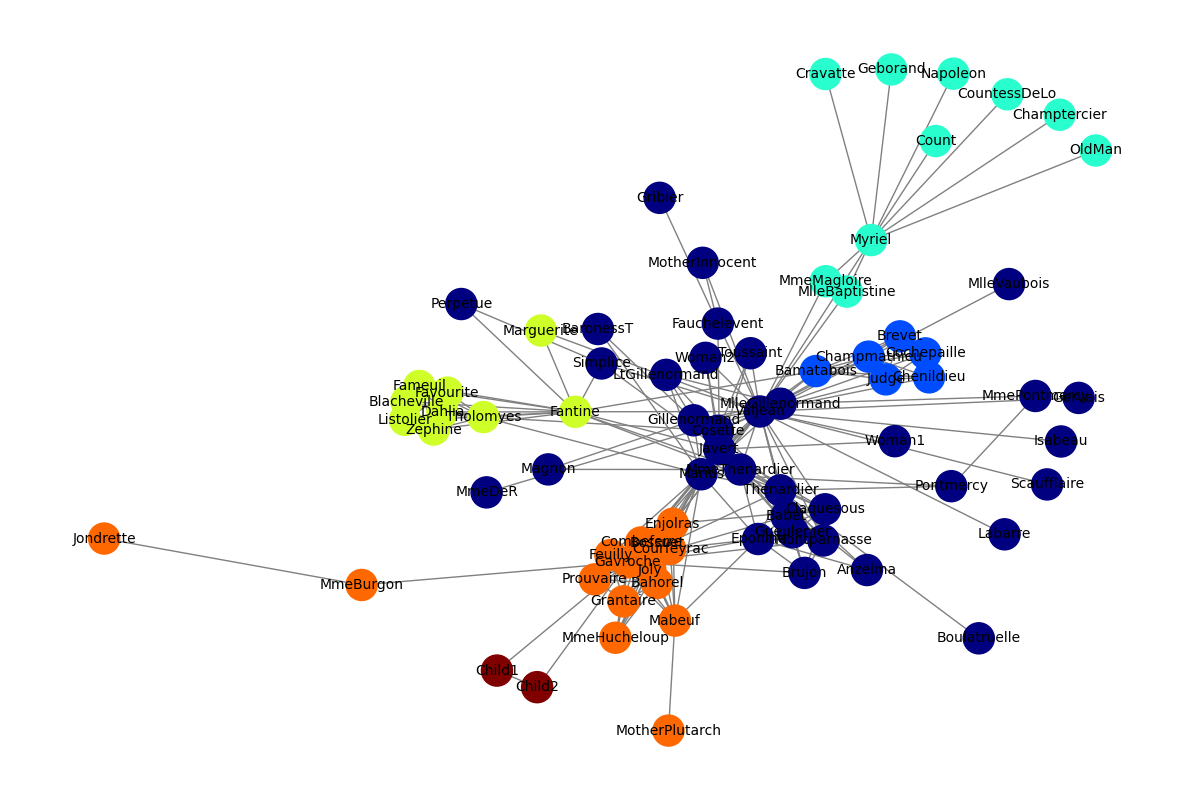 Cravatte
Geborand
Napoleon
CountessDeLo
Champtercier
Count
OldMan
Gribier
Myriel
MotherInnocent
MmeMagloire
MlleBaptistine
MlleVaubois
Perpetue
Marguerite
BaronessT
Fauchelevent
Brevet
Simplice
Woman2
Toussaint
Champmathieu
Cochepaille
LtGillenormand
Bamatabois
Judge
Chenildieu
Fameuil
Favourite
Blacheville
Dahlia
Listolier
Tholomyes
Zephine
Fantine
MlleGillenormand
Valjean
Gillenormand
MmePontmercy
Gervais
Cosette
Javert
Woman1
Isabeau
Magnon
Marius
MmeThenardier
MmeDeR
Thenardier
Pontmercy
Scaufflaire
Babet
Claquesous
Gueulemer
Enjolras
Labarre
Jondrette
Combeferre
Bossuet
Courfeyrac
Eponine
Montparnasse
Feuilly
Gavroche
Joly
Prouvaire
Bahorel
Brujon
Anzelma
MmeBurgon
Grantaire
Mabeuf
MmeHucheloup
Boulatruelle
Child1
Child2
MotherPlutarch